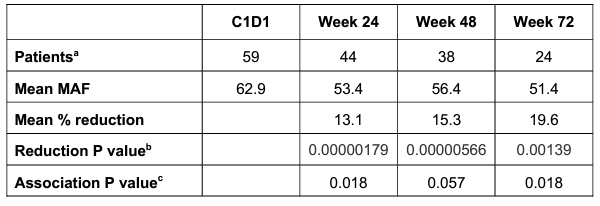 C1D1 Week 24 Week 48 Week 72
Patientsᵃ 59 44 38 24
Mean MAF 62.9 53.4 56.4 51.4
Mean % reduction 13.1 15.3 19.6
Reduction P valueᵇ 0.00000179 0.00000566 0.00139
Association P valueᶜ 0.018 0.057 0.018